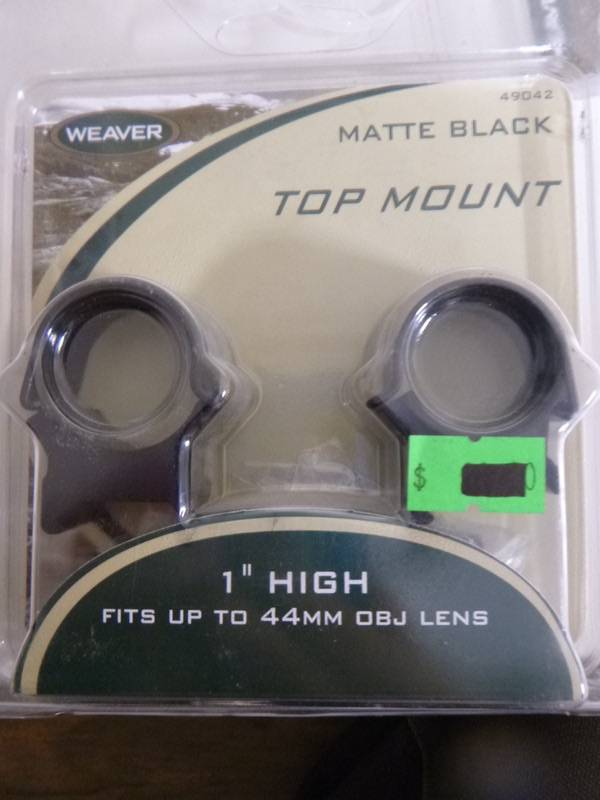 49042
WEAVER
MATTE BLACK
TOP MOUNT
$
1" HIGH
FITS UP TO 44MM OBJ LENS